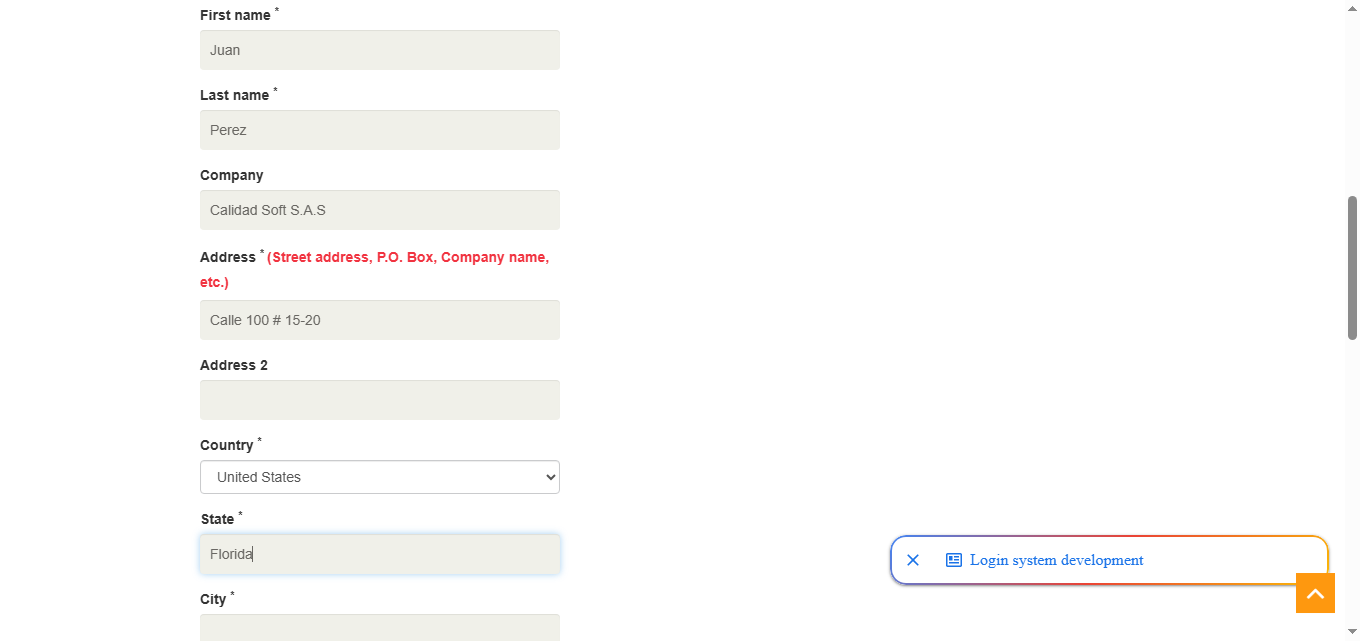 First name *
Juan
Last name *
Perez
Company
Calidad Soft S.A.S
Address * (Street address, P.O. Box, Company name,
etc.)
Calle 100 # 15-20
Address 2
Country *
United States
State *
Florida
Login system development
City *